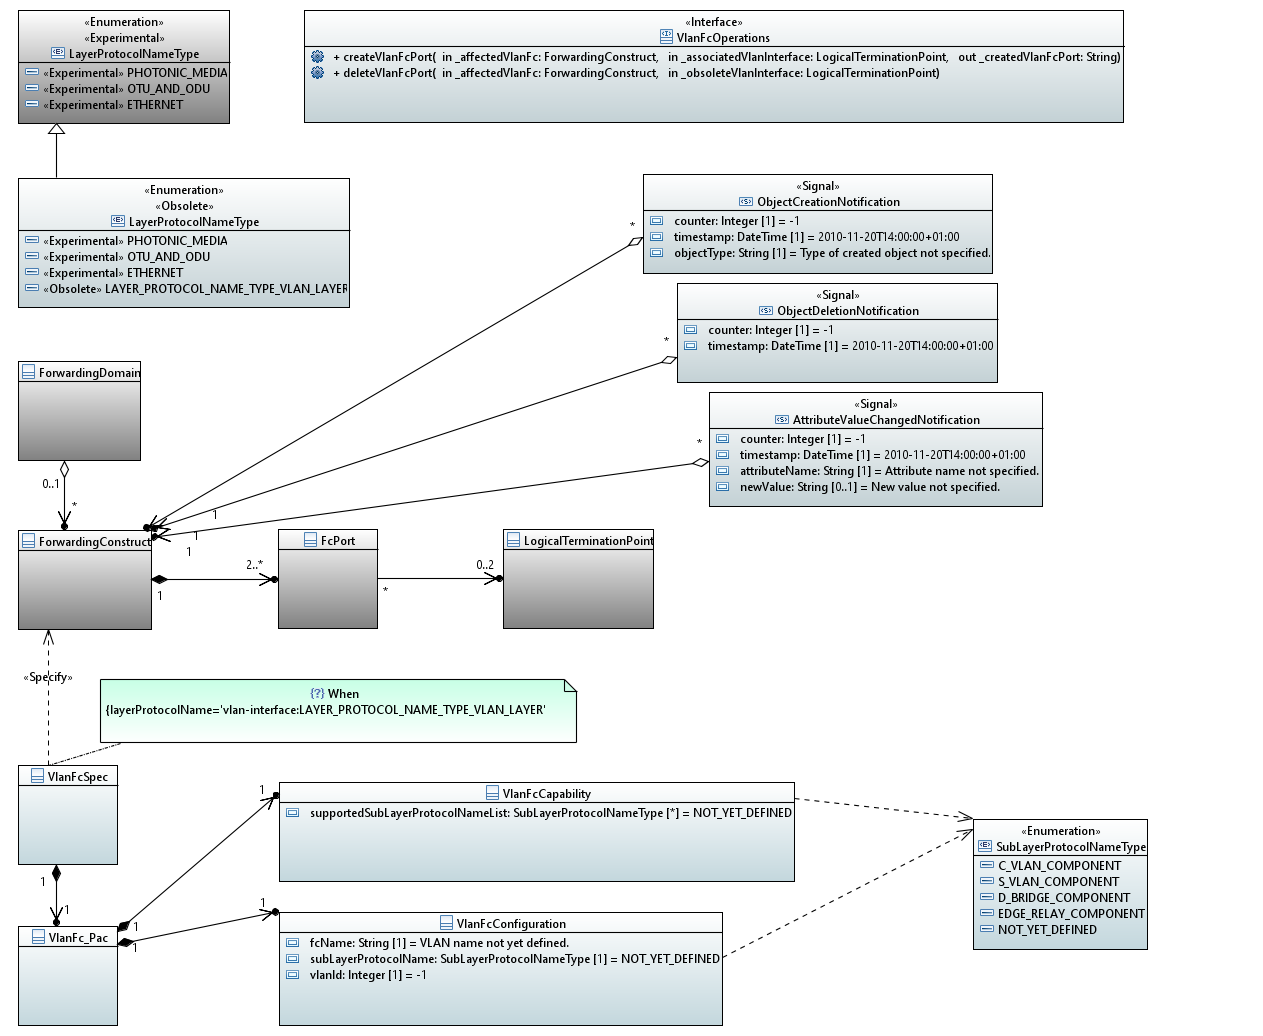 «Enumeration»
«Experimental»
LayerProtocolNameType
«Experimental» PHOTONIC_MEDIA
«Experimental» OTU_AND_ODU
«Experimental» ETHERNET
«Interface»
VlanFcOperations
+ createVlanFcPort( in _affectedVlanFc: ForwardingConstruct, in _associatedVlanInterface: LogicalTerminationPoint, out _createdVlanFcPort: String)
+ deleteVlanFcPort( in _affectedVlanFc: ForwardingConstruct, in _obsoleteVlanInterface: LogicalTerminationPoint)
«Enumeration»
«Obsolete»
LayerProtocolNameType
«Experimental» PHOTONIC_MEDIA
«Experimental» OTU_AND_ODU
«Experimental» ETHERNET
«Obsolete» LAYER_PROTOCOL_NAME_TYPE_VLAN_LAYER
«Signal»
ObjectCreationNotification
counter: Integer [1] = -1
timestamp: DateTime [1] = 2010-11-20T14:00:00+01:00
objectType: String [1] = Type of created object not specified.
*
«Signal»
ObjectDeletionNotification
counter: Integer [1] = -1
timestamp: DateTime [1] = 2010-11-20T14:00:00+01:00
*
«Signal»
AttributeValueChangedNotification
counter: Integer [1] = -1
timestamp: DateTime [1] = 2010-11-20T14:00:00+01:00
attributeName: String [1] = Attribute name not specified.
newValue: String [0..1] = New value not specified.
*
ForwardingDomain
0..1
*
1
1
1
ForwardingConstruct
1
2..*
FcPort
*
0..2
LogicalTerminationPoint
«Specify»
{?} When
{layerProtocolName='vlan-interface:LAYER_PROTOCOL_NAME_TYPE_VLAN_LAYER'
VlanFcSpec
1
1
VlanFc_Pac
1
1
1
1
VlanFcCapability
supportedSubLayerProtocolNameList: SubLayerProtocolNameType [*] = NOT_YET_DEFINED
VlanFcConfiguration
fcName: String [1] = VLAN name not yet defined.
subLayerProtocolName: SubLayerProtocolNameType [1] = NOT_YET_DEFINED
vlanId: Integer [1] = -1
«Enumeration»
SubLayerProtocolNameType
C_VLAN_COMPONENT
S_VLAN_COMPONENT
D_BRIDGE_COMPONENT
EDGE_RELAY_COMPONENT
NOT_YET_DEFINED